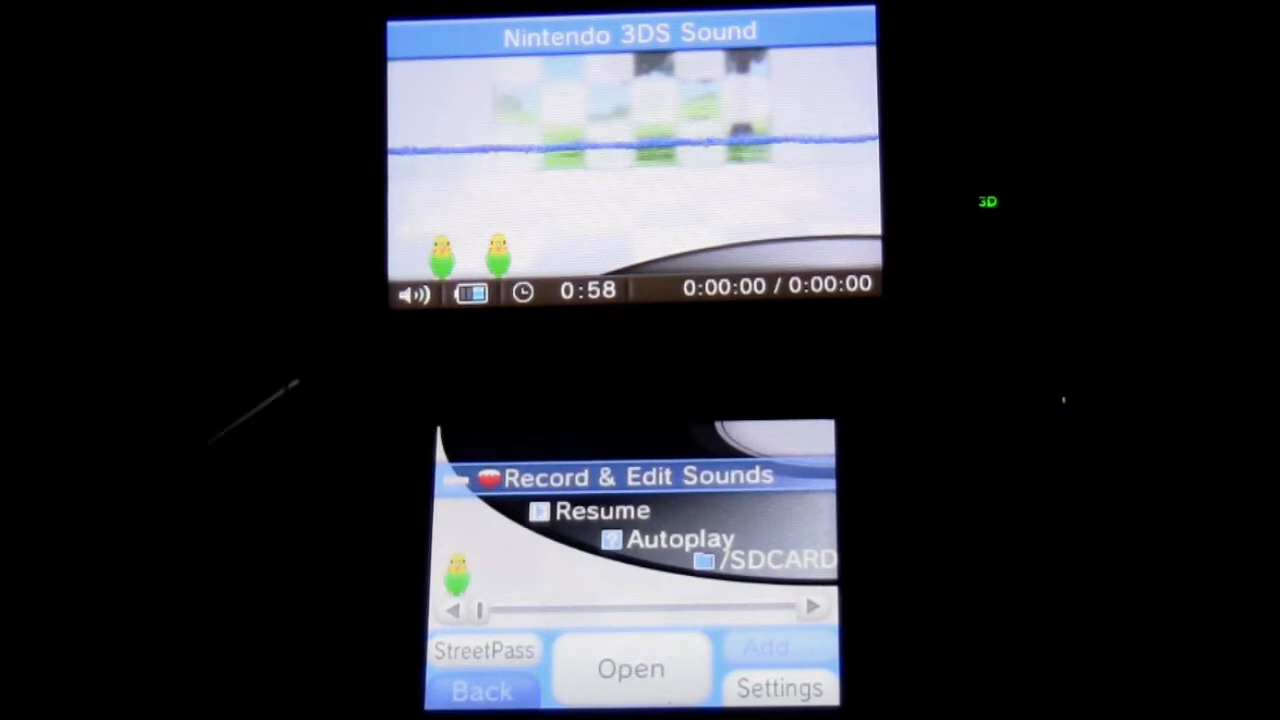 Nintendo 3DS Sound
3D
0:58
0:00:00 / 0:00:00
Record & Edit Sounds
Resume
? Autoplay
/SDCARD
StreetPass
Add...
Open
Back
Settings